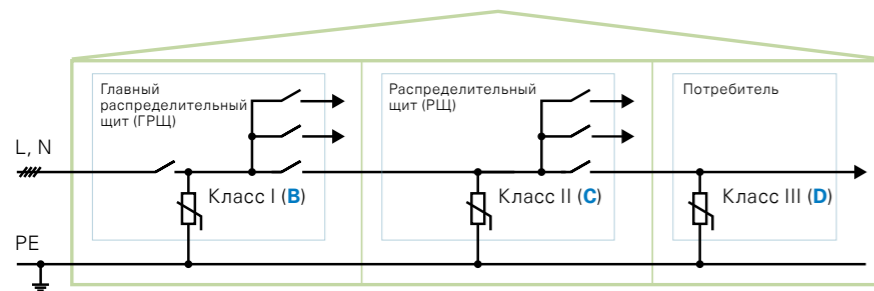 Главный
распределительный
щит (ГРЩ)
Распределительный
щит (РЩ)
Потребитель
L, N
Класс I (B)
Класс II (C)
Класс III (D)
PE